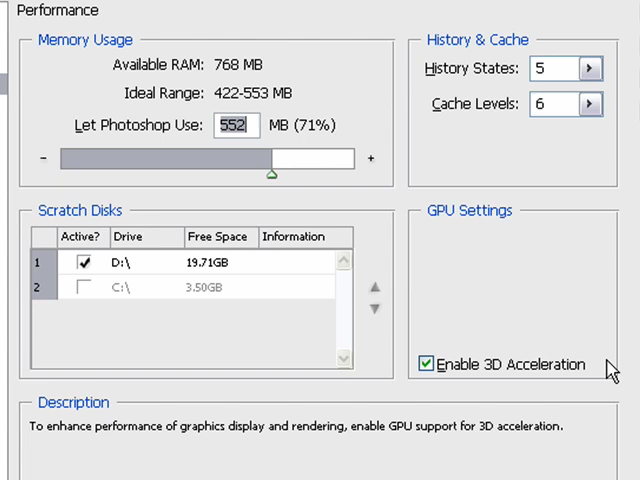 Performance
Memory Usage
Available RAM: 768 MB
Ideal Range: 422-553 MB
Let Photoshop Use: 552 MB (71%)
- +
History & Cache
History States: 5
Cache Levels: 6
Scratch Disks
Active? Drive Free Space Information
1 D:\ 19.71GB
2 C:\ 3.50GB
GPU Settings
Enable 3D Acceleration
Description
To enhance performance of graphics display and rendering, enable GPU support for 3D acceleration.